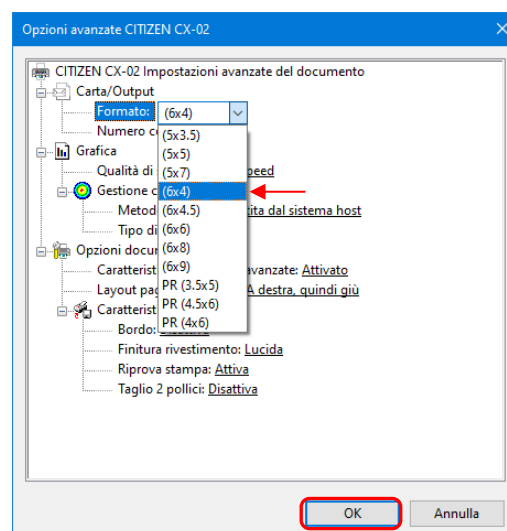 Opzioni avanzate CITIZEN CX-02
CITIZEN CX-02 Impostazioni avanzate del documento
Carta/Output
Formato: (6x4)
Numero c
(5x3.5)
Grafica
(5x5)
Qualità di (5x7) peed
Gestione c (6x4)
Metod (6x4.5) tita dal sistema host
Tipo di (6x6)
Opzioni docur (6x8)
Caratterist (6x9) avanzate: Attivato
Layout pag PR (3.5x5) A destra, quindi giù
Caratterist PR (4.5x6)
PR (4x6)
Bordo:
Finitura rivestimento: Lucida
Riprova stampa: Attiva
Taglio 2 pollici: Disattiva
OK Annulla